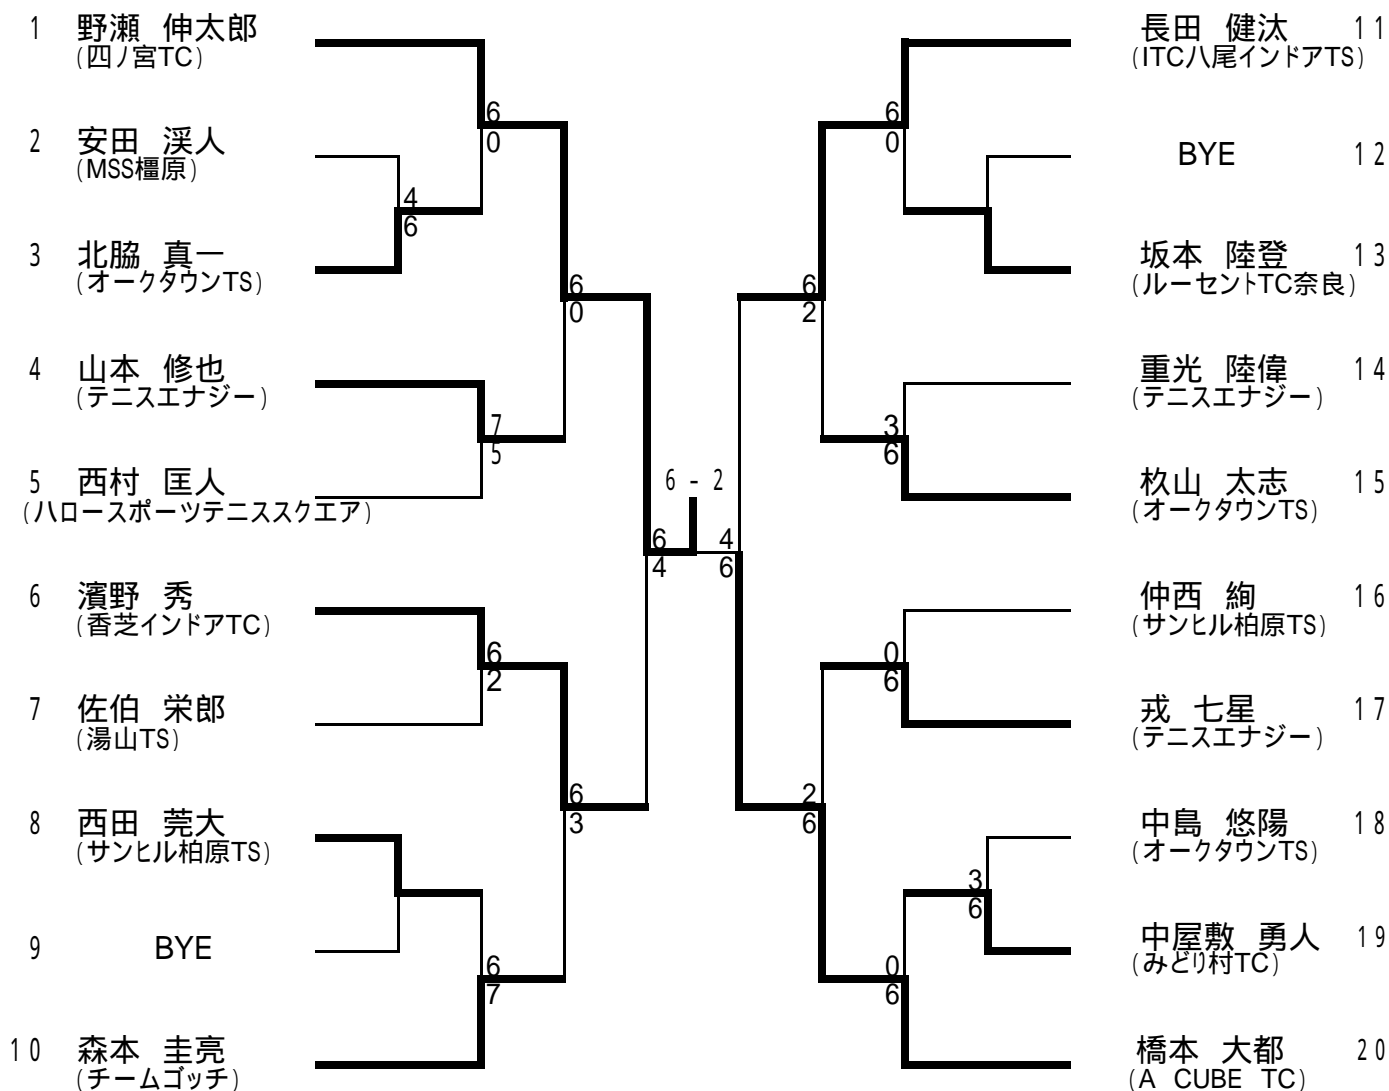 1 野瀬 伸太郎
(四ノ宮TC)
2 安田 渓人
(MSS橿原)
3 北脇 真一
(オークタウンTS)
4 山本 修也
(テニスエナジー)
5 西村 匡人
(ハロースポーツテニススクエア)
6 濱野 秀
(香芝インドアTC)
7 佐伯 栄郎
(湯山TS)
8 西田 莞大
(サンヒル柏原TS)
9 BYE
10 森本 圭亮
(チームゴッチ)
6
0
4
6
6
0
7
5
6
4
6
2
6
3
6
7
6 - 2
6
0
6
2
3
6
4
6
0
6
2
6
3
6
0
6
長田 健汰 11
(ITC八尾インドアTS)
BYE 12
坂本 陸登 13
(ルーセントTC奈良)
重光 陸偉 14
(テニスエナジー)
杦山 太志 15
(オークタウンTS)
仲西 絢 16
(サンヒル柏原TS)
戎 七星 17
(テニスエナジー)
中島 悠陽 18
(オークタウンTS)
中屋敷 勇人 19
(みどり村TC)
橋本 大都 20
(A CUBE TC)